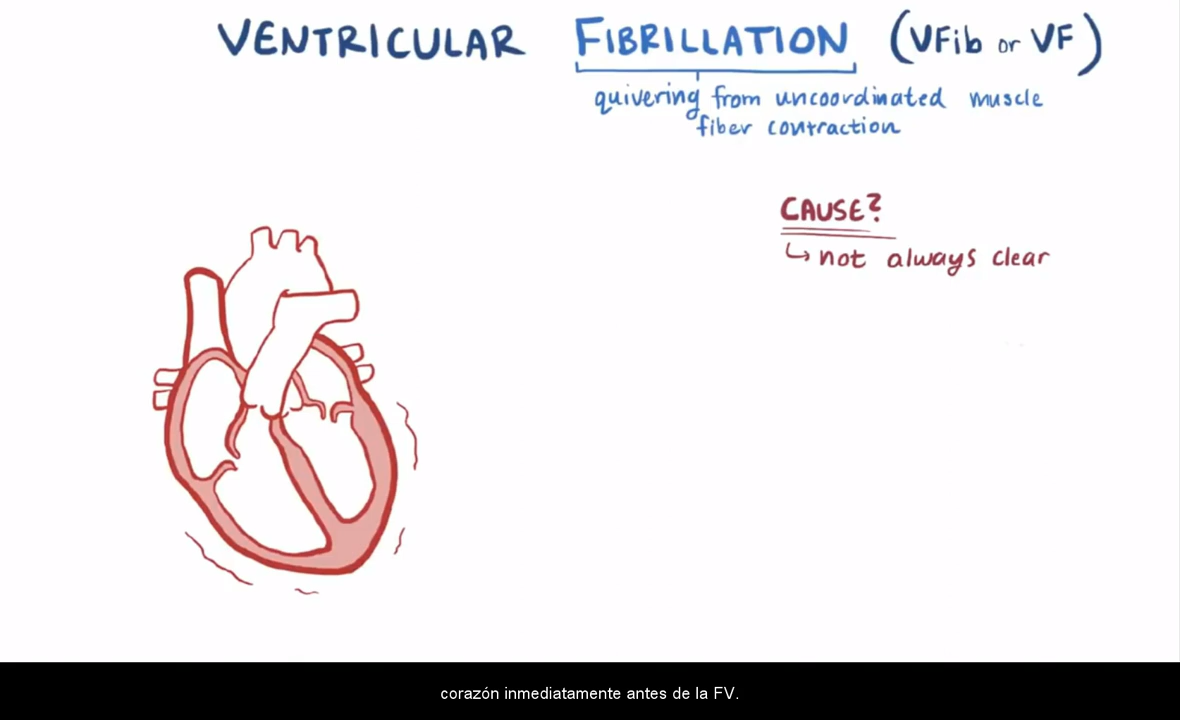 VENTRICULAR FIBRILLATION (VFib or VF)
quivering from uncoordinated muscle
fiber contraction
CAUSE?
↳ not always clear
corazón inmediatamente antes de la FV.